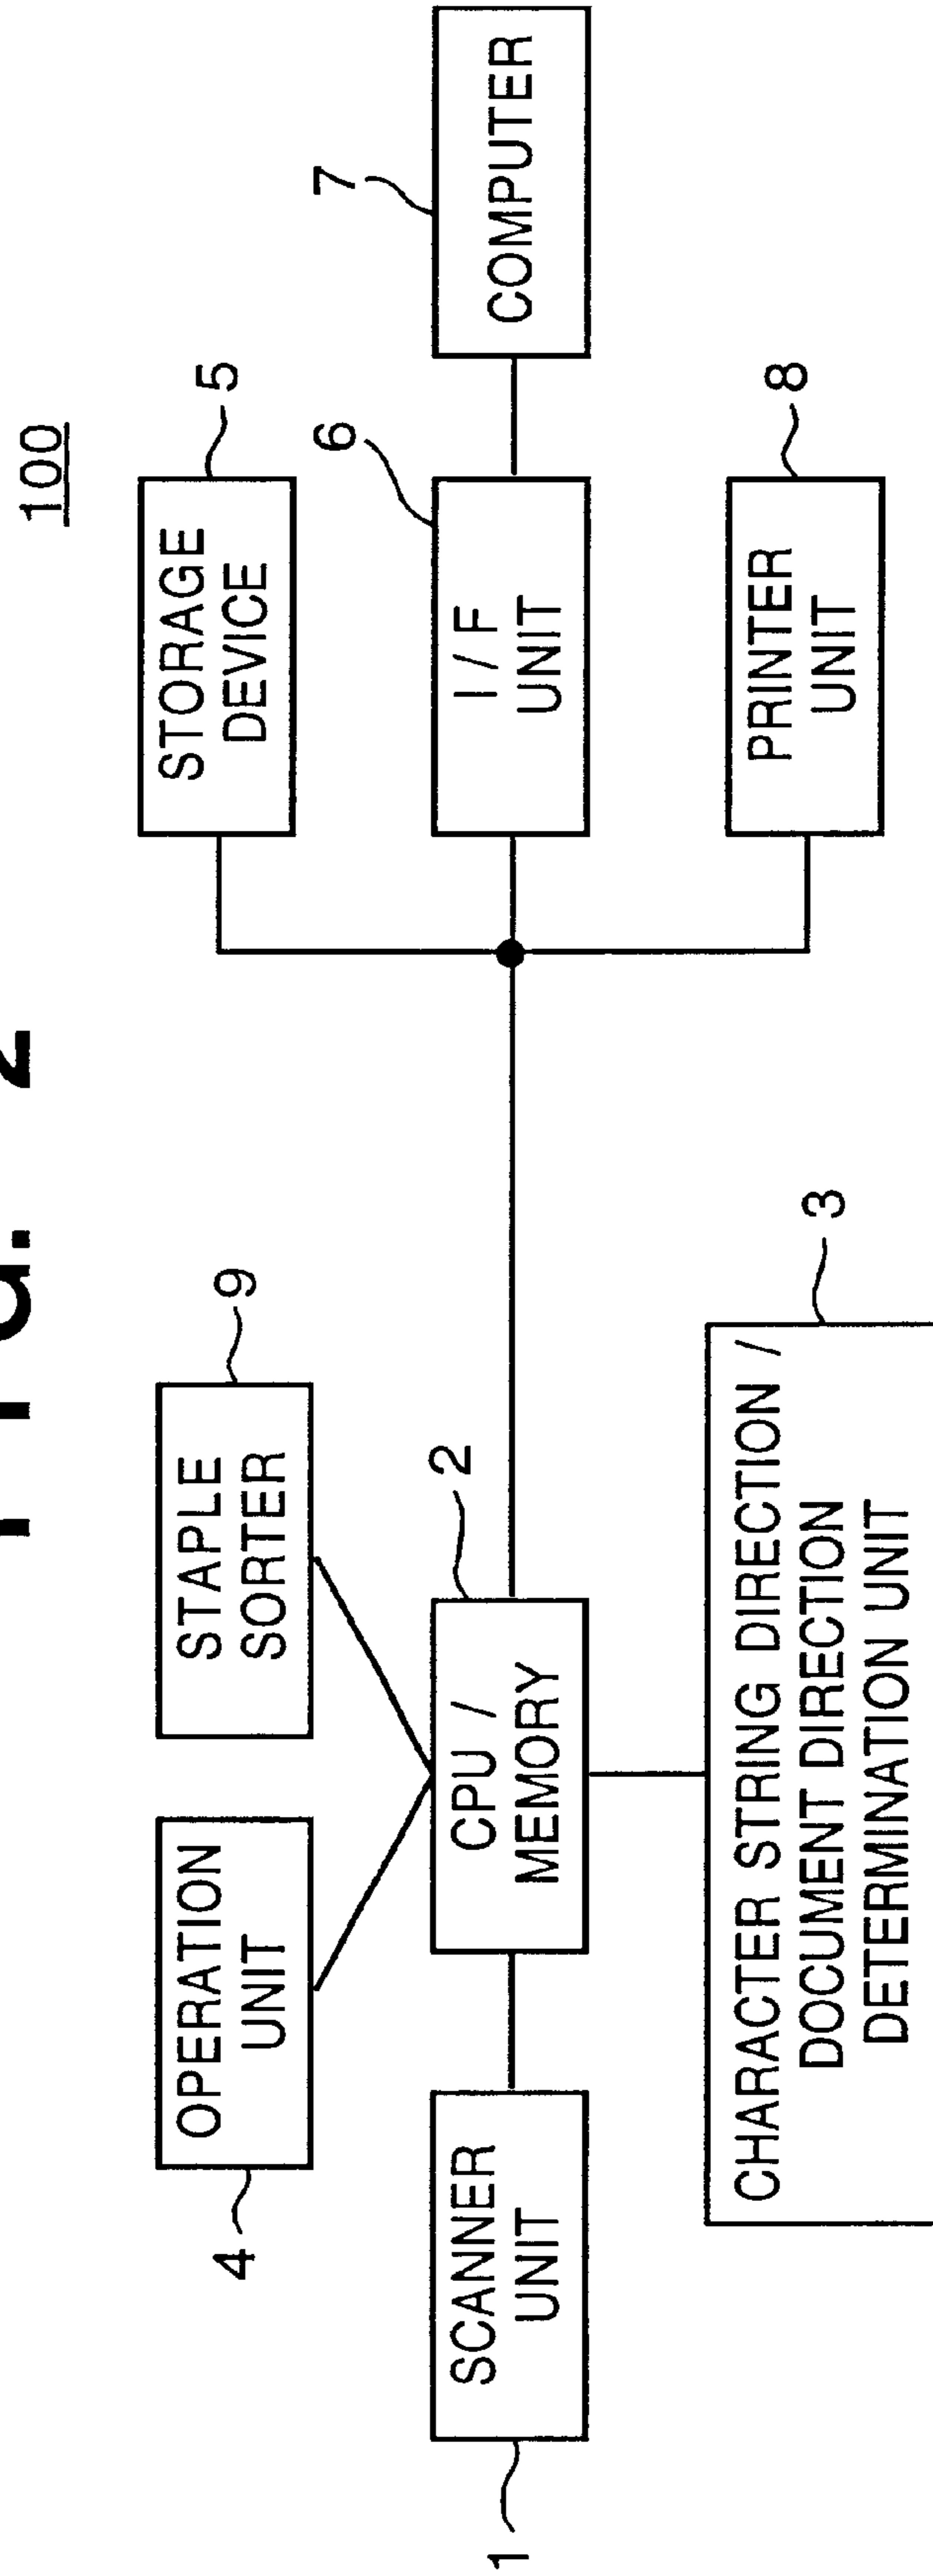 FIG. 2
100
4
OPERATION
UNIT
STAPLE
SORTER
9
STORAGE
DEVICE
5
1
SCANNER
UNIT
CPU /
MEMORY
2
I / F
UNIT
6
COMPUTER
7
CHARACTER STRING DIRECTION /
DOCUMENT DIRECTION
DETERMINATION UNIT
3
PRINTER
UNIT
8